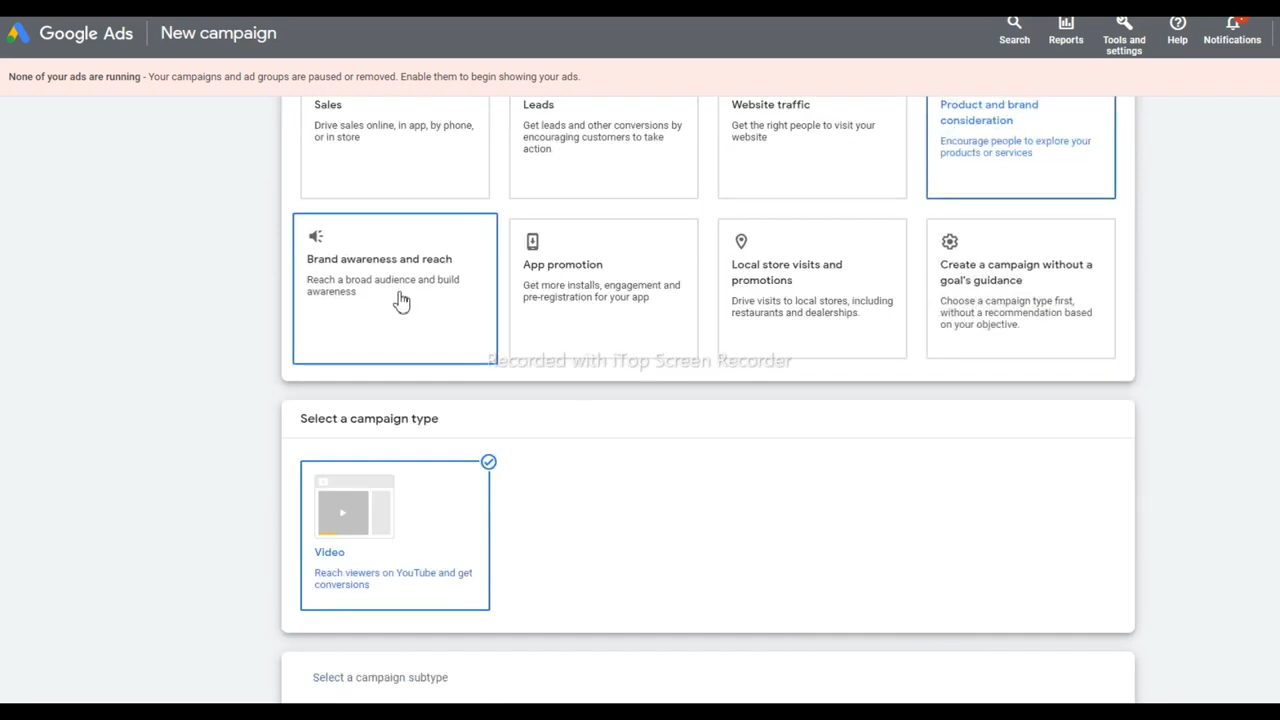 Google Ads
New campaign
Search
Reports
Tools and
settings
Help
Notifications
None of your ads are running - Your campaigns and ad groups are paused or removed. Enable them to begin showing your ads.
Sales
Drive sales online, in app, by phone,
or in store
Leads
Get leads and other conversions by
encouraging customers to take
action
Website traffic
Get the right people to visit your
website
Product and brand
consideration
Encourage people to explore your
products or services
Brand awareness and reach
Reach a broad audience and build
awareness
App promotion
Get more installs, engagement and
pre-registration for your app
Local store visits and
promotions
Drive visits to local stores, including
restaurants and dealerships.
Create a campaign without a
goal's guidance
Choose a campaign type first,
without a recommendation based
on your objective.
Recorded with iTop Screen Recorder
Select a campaign type
Video
Reach viewers on YouTube and get
conversions
Select a campaign subtype